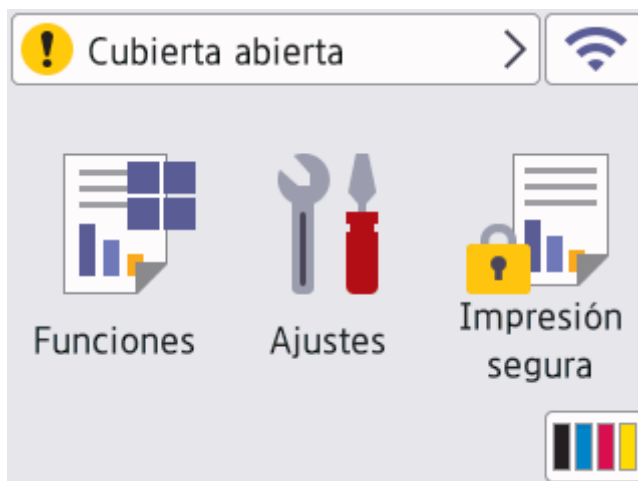 Cubierta abierta
Funciones
Ajustes
Impresión
segura